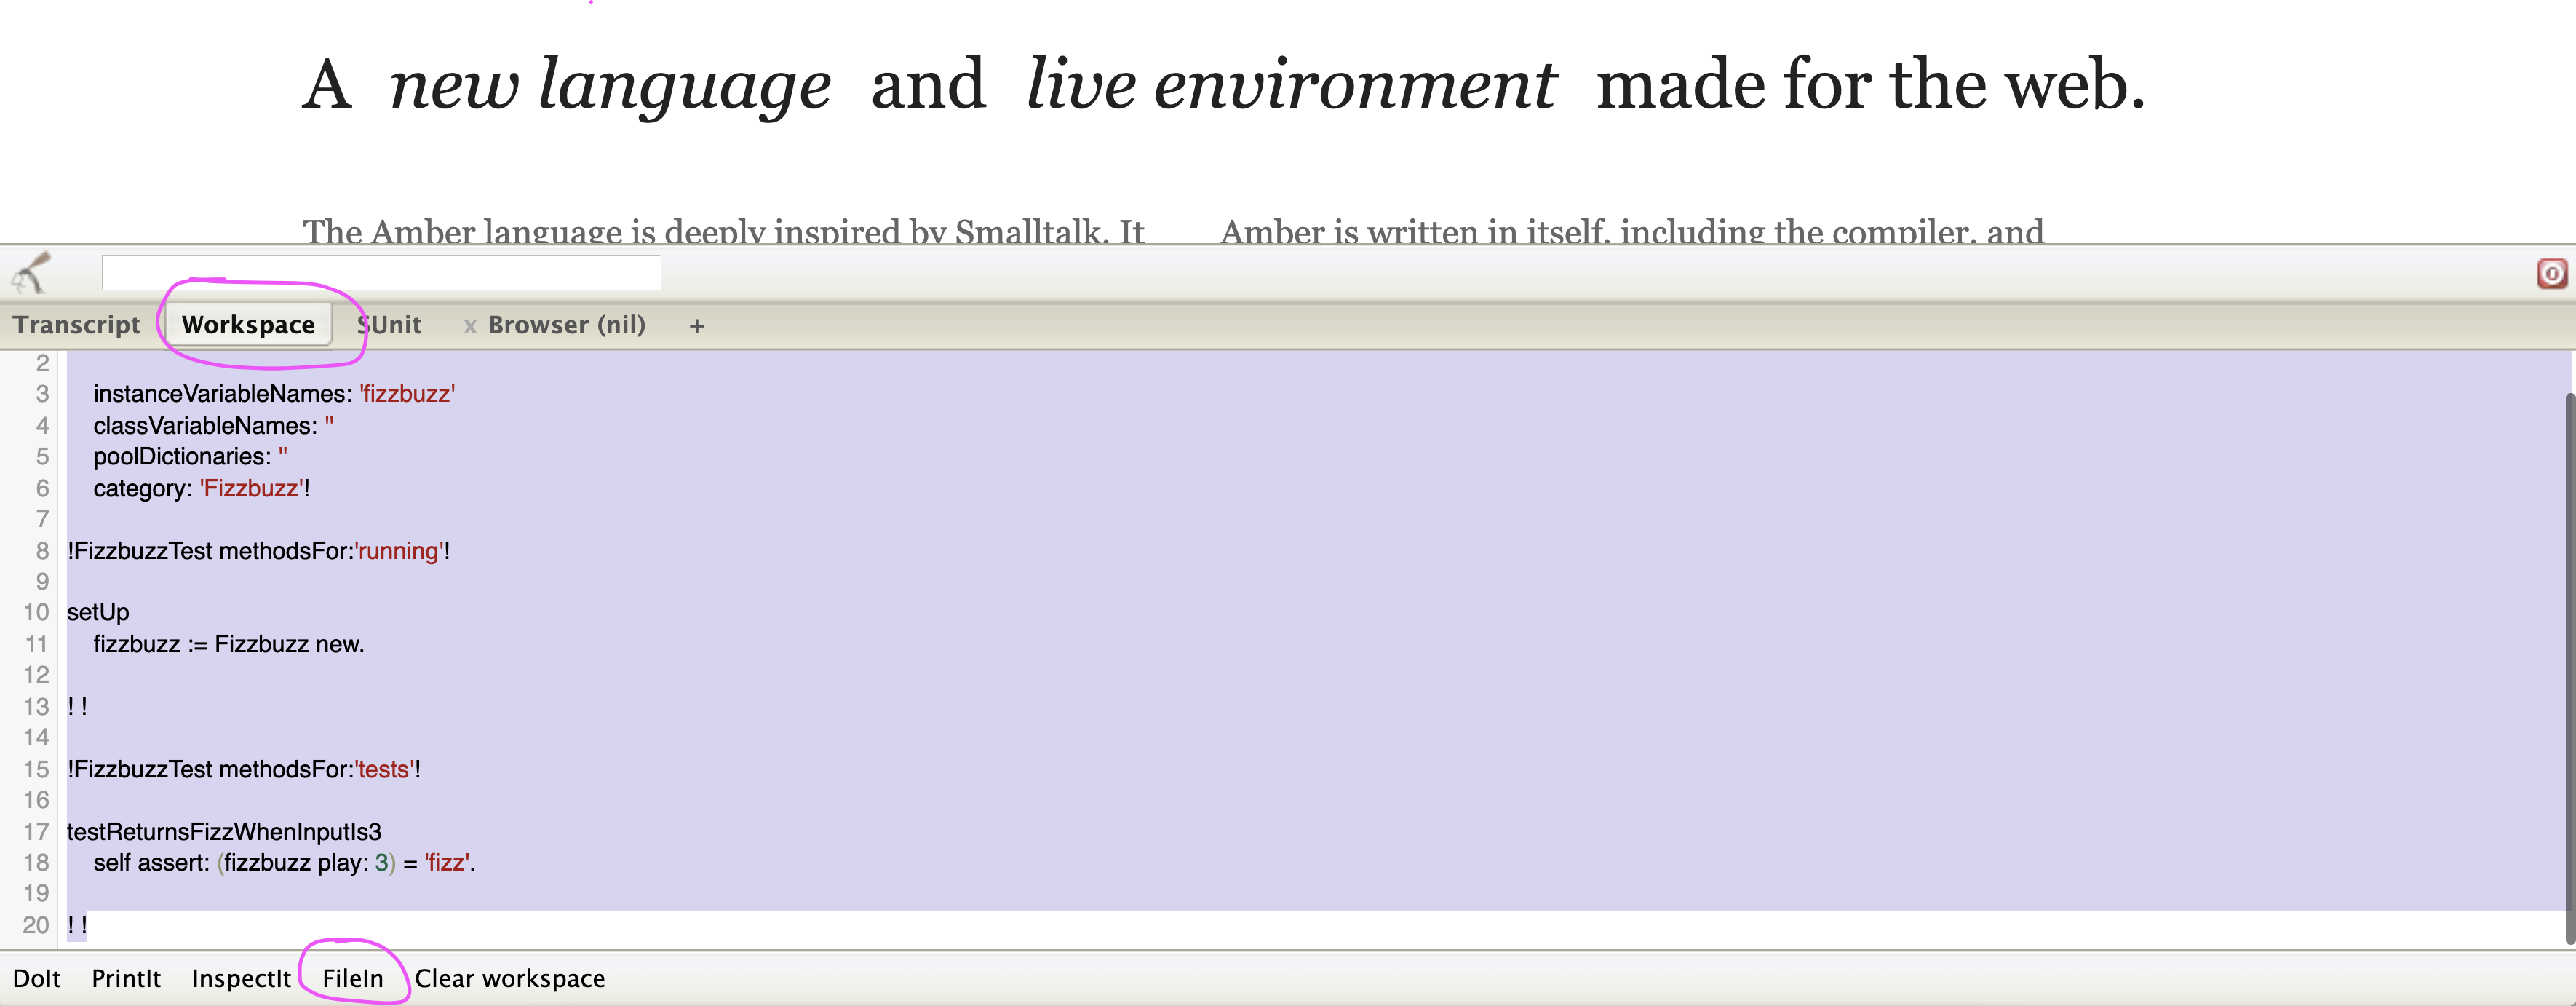 A new language and live environment made for the web.
The Amber language is deeply inspired by Smalltalk. It
Amber is written in itself, including the compiler, and
Transcript Workspace SUnit x Browser (nil) +
2
3 instanceVariableNames: 'fizzbuzz'
4 classVariableNames: ''
5 poolDictionaries: ''
6 category: 'Fizzbuzz'!
7
8 !FizzbuzzTest methodsFor:'running'!
9
10 setUp
11 fizzbuzz := Fizzbuzz new.
12
13 ! !
14
15 !FizzbuzzTest methodsFor:'tests'!
16
17 testReturnsFizzWhenInputIs3
18 self assert: (fizzbuzz play: 3) = 'fizz'.
19
20 ! !
DoIt PrintIt InspectIt FileIn Clear workspace